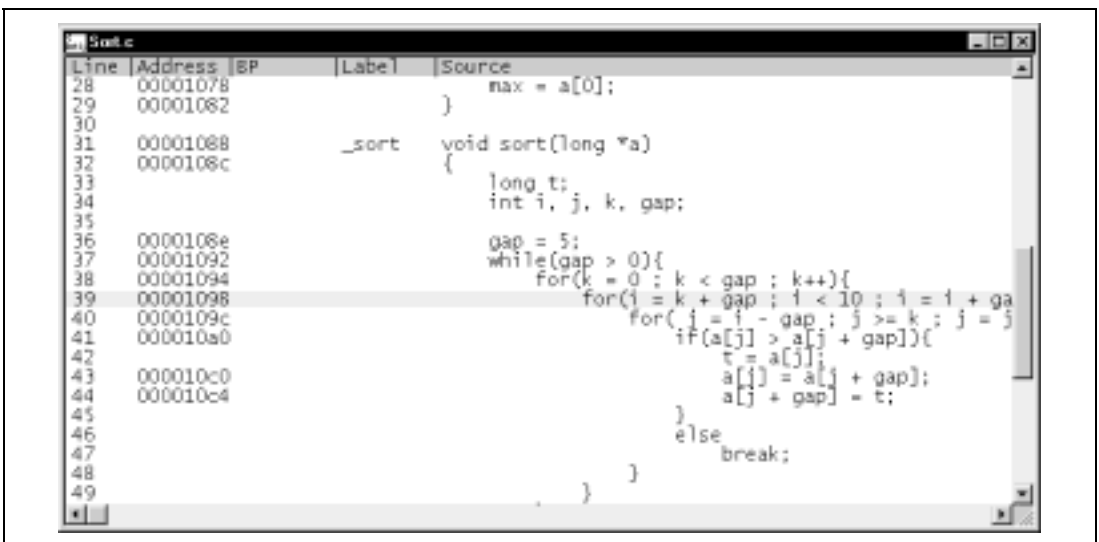 Sort.c
Line |Address |BP |Label |Source
28 00001078 max = a[0];
29 00001082 }
30
31 00001088 _sort void sort(long *a)
32 0000108c {
33 long t;
34 int i, j, k, gap;
35
36 0000108e gap = 5;
37 00001092 while(gap > 0){
38 00001094 for(k = 0 ; k < gap ; k++){
39 00001098 for(i = k + gap ; i < 10 ; i = i + ga
40 0000109c for( j = i - gap ; j >= k ; j = j
41 000010a0 if(a[j] > a[j + gap]){
42 t = a[j];
43 000010c0 a[j] = a[j + gap];
44 000010c4 a[j + gap] = t;
45 }
46 else
47 break;
48 }
49 }